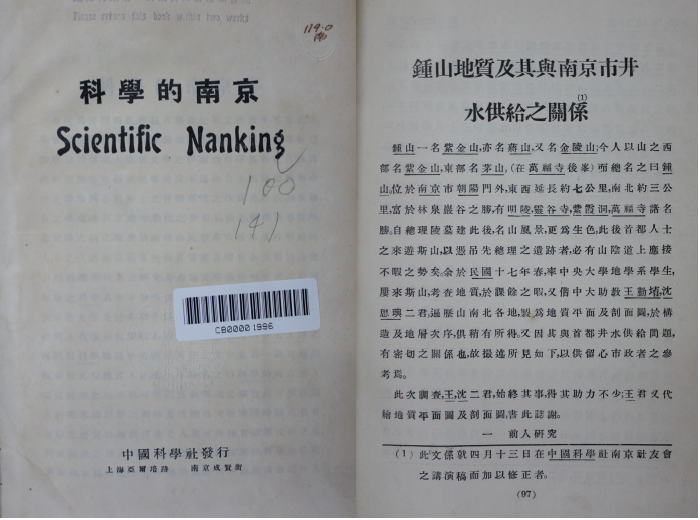 119.0
科學的南京
Scientific Nanking
100
141
CB00001996
中國科學社發行
上海亞爾培路　南京成賢街
鍾山地質及其與南京市井
水供給之關係(1)
鍾山一名紫金山,亦名蔣山,又名金陵山;今人以山之西
部名紫金山,東部名茅山,(在萬福寺後峯)而總名之曰鍾
山,位於南京市朝陽門外,東西延長約七公里,南北約三公
里,富於林泉巖谷之勝,有明陵,靈谷寺,紫霞洞,萬福寺諸名
勝,自總理陵墓建此後,名山風景,更為生色,此後首都人士
之來遊斯山,以憑吊先總理之遺跡者,必有山陰道上應接
不暇之勢矣.余於民國十七年春,率中央大學地學系學生,
屢來斯山,考查地質,於課餘之暇,又偕中大助教王勤堉,沈
思璵二君,遍歷山南北各地,製為地質平面及剖面圖,於構
造及地層次序,俱稍有所得,又因其與首都井水供給問題,
有密切之關係也,故撮述所見如下,以供留心市政者之參
考焉。
此次調查,王,沈二君,始終其事,得其助力不少;王君又代
繪地質平面圖及剖面圖,書此誌謝。
一　前人研究
(1) 此文係就四月十三日在中國科學社南京社友會
之講演稿而加以修正者。
(97)